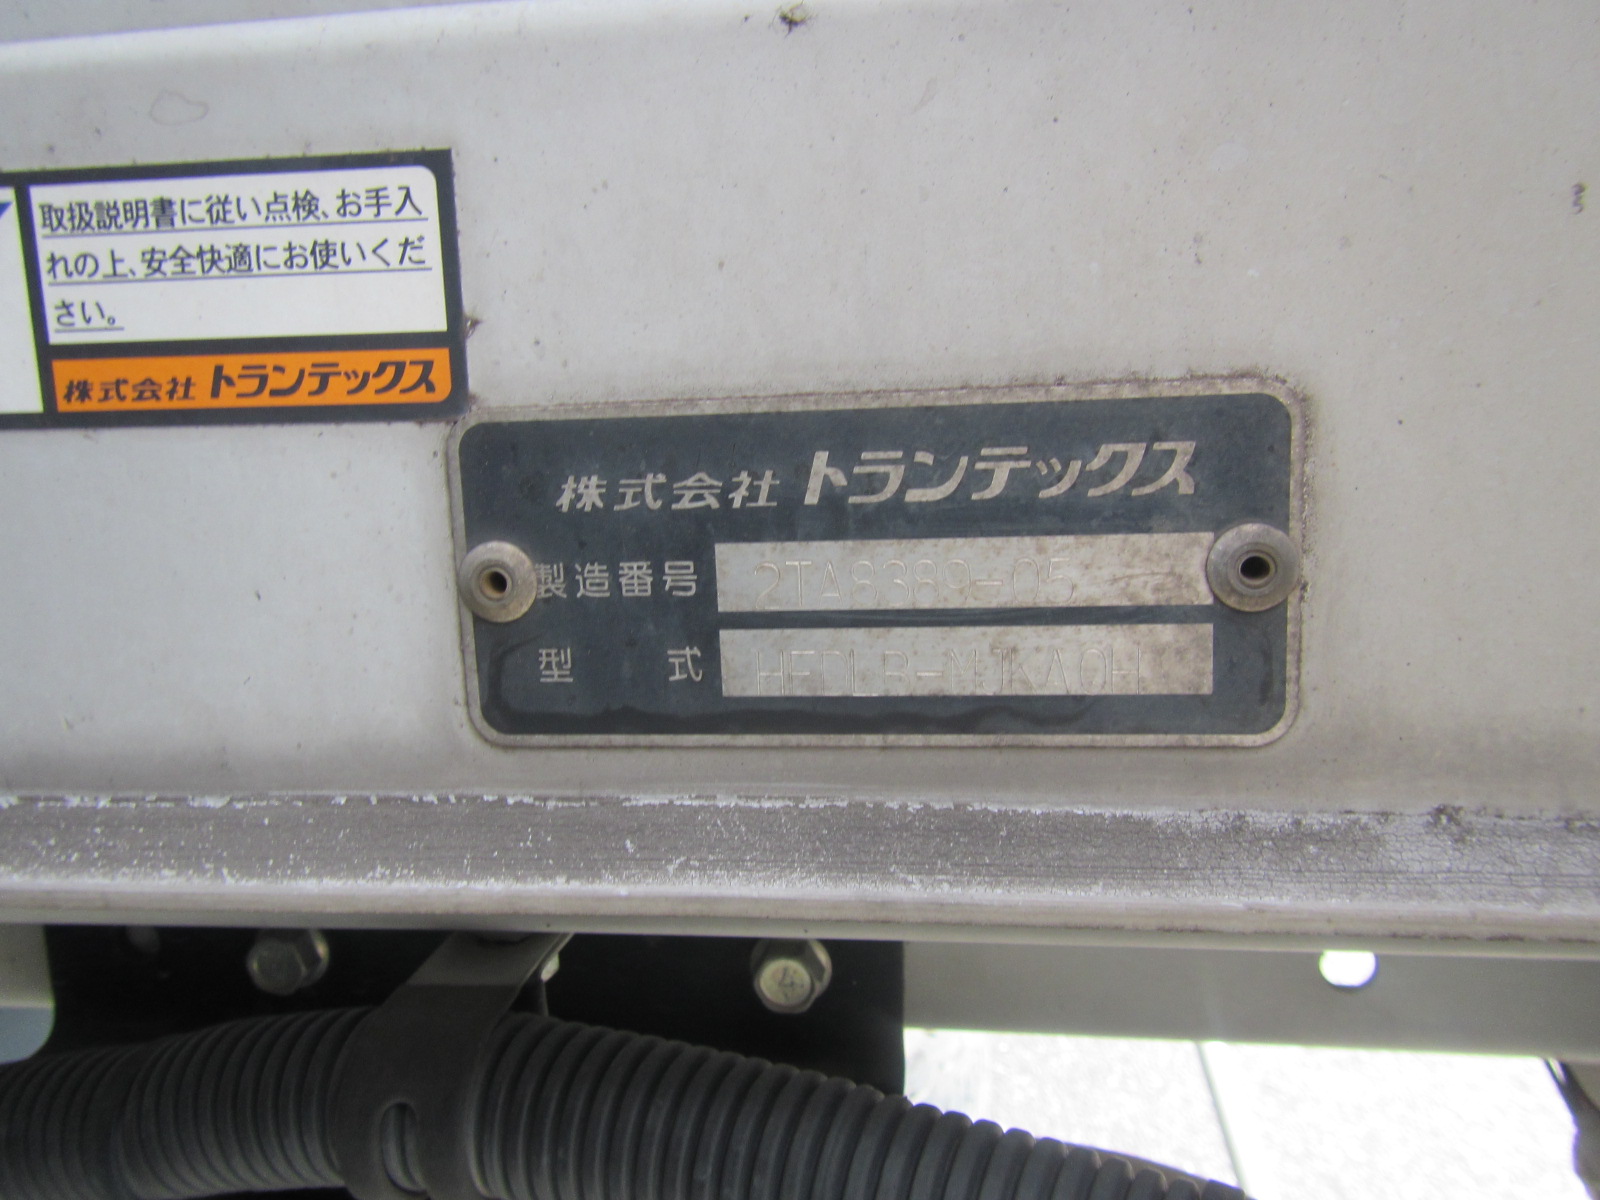 取扱説明書に従い点検、お手入
れの上、安全快適にお使いくだ
さい。
株式会社 トランテックス
株式会社 トランテックス
製造番号 2TA8389-05
型 式 HFDLB-MJKAOH